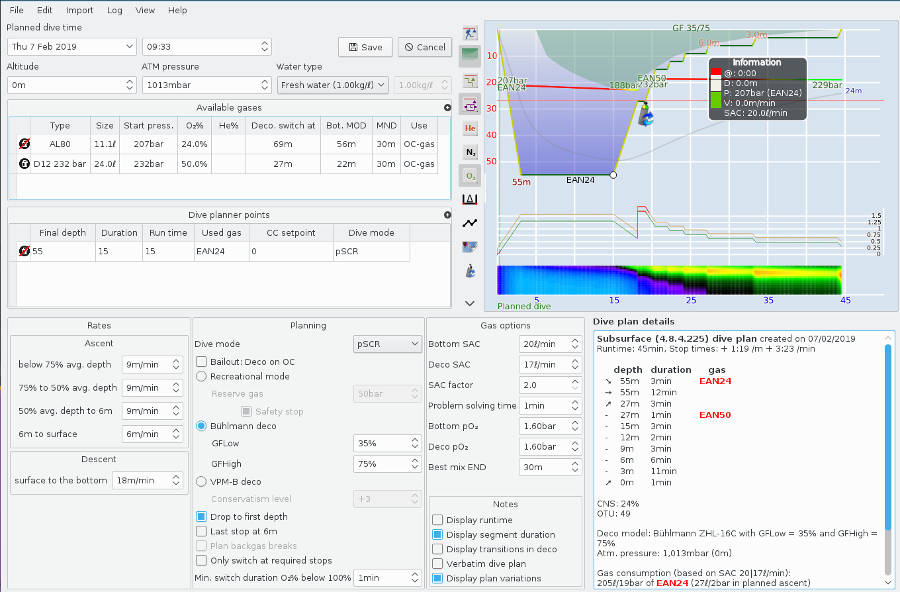 File Edit Import Log View Help
Planned dive time
Thu 7 Feb 2019 09:33 Save Cancel
Altitude ATM pressure Water type
0m 1013mbar Fresh water (1.00kg/ℓ) 1.00kg/ℓ
Available gases
Type Size Start press. O₂% He% Deco. switch at Bot. MOD MND Use
AL80 11.1ℓ 207bar 24.0% 69m 56m 30m OC-gas
D12 232 bar 24.0ℓ 232bar 50.0% 27m 22m 30m OC-gas
Dive planner points
Final depth Duration Run time Used gas CC setpoint Dive mode
55 15 15 EAN24 0 pSCR
He
N₂
O₂
GF 35/75
3.0m
6.0m
10
20
30
40
50
207bar
EAN24
188bar
EAN50
232bar
229bar
24m
Information
@: 0:00
D: 0.0m
P: 207bar (EAN24)
V: 0.0m/min
SAC: 20.0ℓ/min
55m
EAN24
1.5
1.25
0.75
0.5
0.25
0
5 15 25 35 45
Planned dive
Rates
Ascent
below 75% avg. depth 9m/min
75% to 50% avg. depth 9m/min
50% avg. depth to 6m 9m/min
6m to surface 6m/min
Descent
surface to the bottom 18m/min
Planning
Dive mode pSCR
Bailout: Deco on OC
Recreational mode
Reserve gas 50bar
Safety stop
Bühlmann deco
GFLow 35%
GFHigh 75%
VPM-B deco
Conservatism level +3
Drop to first depth
Last stop at 6m
Plan backgas breaks
Only switch at required stops
Min. switch duration O₂% below 100% 1min
Gas options
Bottom SAC 20ℓ/min
Deco SAC 17ℓ/min
SAC factor 2.0
Problem solving time 1min
Bottom pO₂ 1.60bar
Deco pO₂ 1.60bar
Best mix END 30m
Notes
Display runtime
Display segment duration
Display transitions in deco
Verbatim dive plan
Display plan variations
Dive plan details
Subsurface (4.8.4.225) dive plan created on 07/02/2019
Runtime: 45min, Stop times: + 1:19 /m + 3:23 /min
depth duration gas
➘ 55m 3min EAN24
➙ 55m 12min
➚ 27m 3min
- 27m 1min EAN50
- 15m 3min
- 12m 2min
- 9m 3min
- 6m 6min
- 3m 11min
➚ 0m 1min
CNS: 24%
OTU: 49
Deco model: Bühlmann ZHL-16C with GFLow = 35% and GFHigh =
75%
Atm. pressure: 1,013mbar (0m)
Gas consumption (based on SAC 20|17ℓ/min):
205ℓ/19bar of EAN24 (27ℓ/2bar in planned ascent)